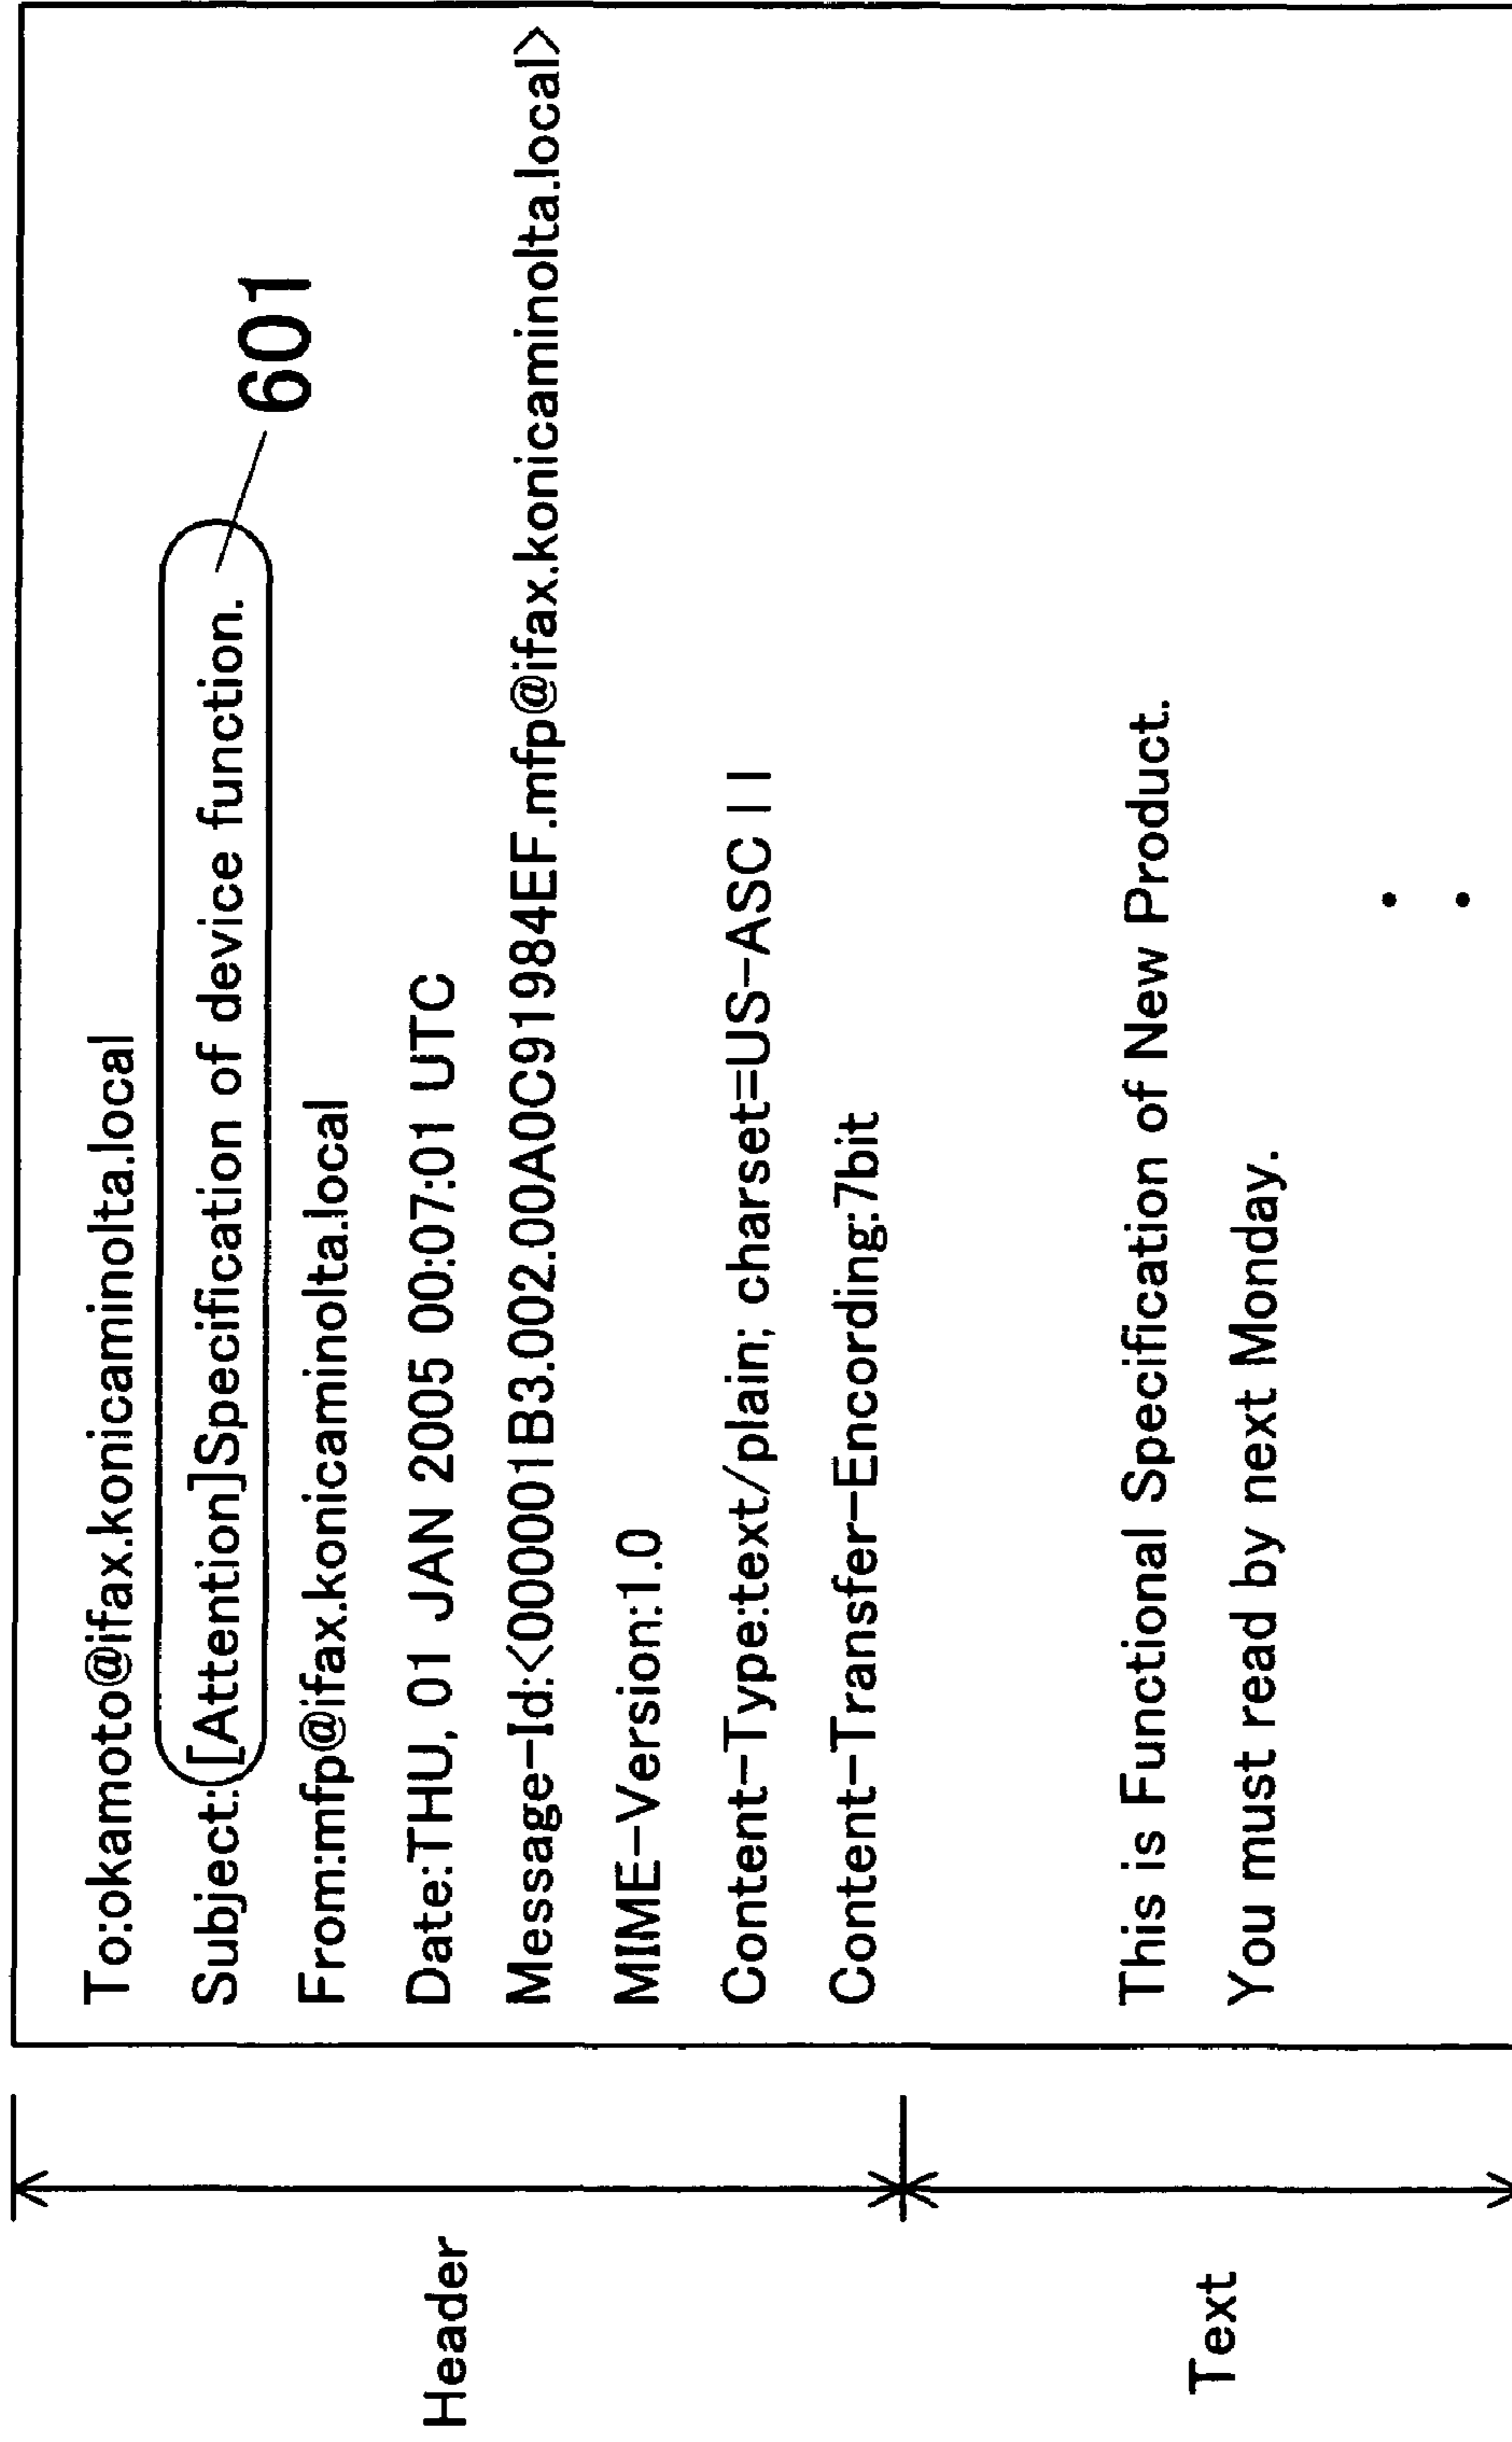 To:okamoto@ifax.konicaminolta.local
Subject:[Attention]Specification of device function.
601
From:mfp@ifax.konicaminolta.local
Date:THU, 01 JAN 2005 00:07:01 UTC
Message-Id:<000001B3.002.00A0C91984EF.mfp@ifax.konicaminolta.local>
MIME-Version:1.0
Content-Type:text/plain; charset=US-ASCII
Content-Transfer-Encording:7bit
Header
This is Functional Specification of New Product.
You must read by next Monday.
Text